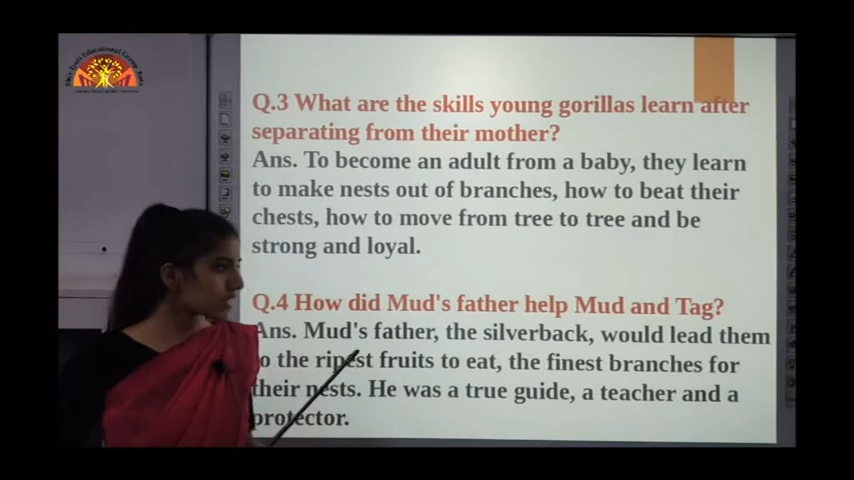 Q.3 What are the skills young gorillas learn after
separating from their mother?
Ans. To become an adult from a baby, they learn
to make nests out of branches, how to beat their
chests, how to move from tree to tree and be
strong and loyal.
Q.4 How did Mud's father help Mud and Tag?
Ans. Mud's father, the silverback, would lead them
to the ripest fruits to eat, the finest branches for
their nests. He was a true guide, a teacher and a
protector.